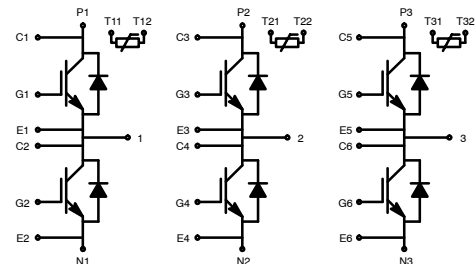 P1 T11 T12 P2 T21 T22 P3 T31 T32
C1 C3 C5
G1 G3 G5
E1 1 E3 2 E5 3
C2 C4 C6
G2 G4 G6
E2 E4 E6
N1 N2 N3